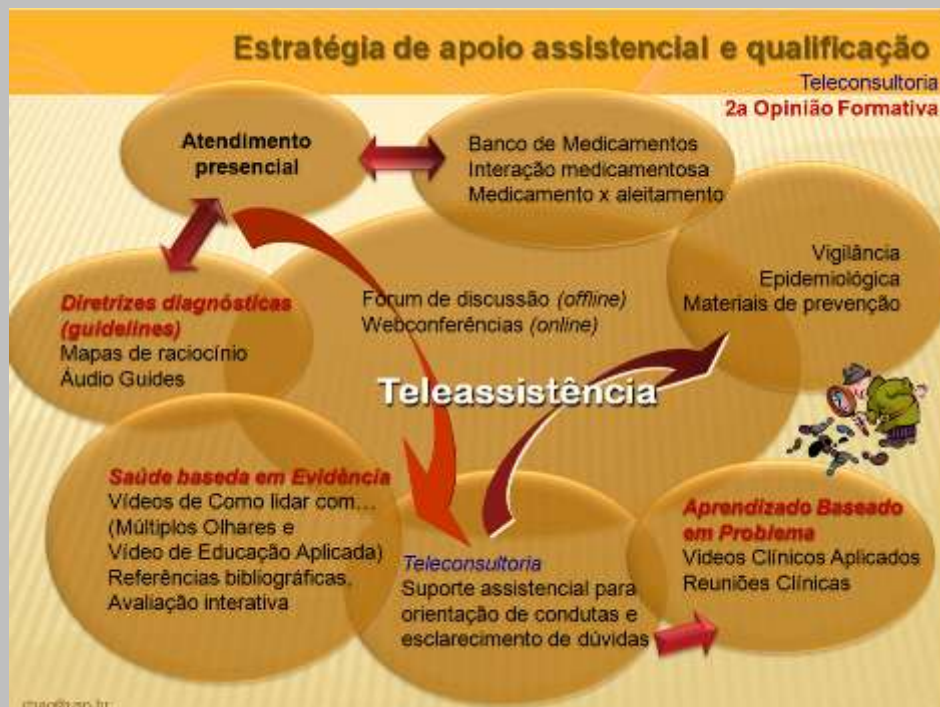 Estratégia de apoio assistencial e qualificação
Teleconsultoria
2a Opinião Formativa
Atendimento
presencial
Banco de Medicamentos
Interação medicamentosa
Medicamento x aleitamento
Vigilância
Epidemiológica
Materiais de prevenção
Diretrizes diagnósticas
(guidelines)
Mapas de raciocínio
Áudio Guides
Fórum de discussão (offline)
Webconferências (online)
Teleassistência
Saúde baseda em Evidência
Vídeos de Como lidar com...
(Múltiplos Olhares e
Vídeo de Educação Aplicada)
Referências bibliográficas.
Avaliação interativa
Teleconsultoria
Suporte assistencial para
orientação de condutas e
esclarecimento de dúvidas
Aprendizado Baseado
em Problema
Vídeos Clínicos Aplicados
Reuniões Clínicas